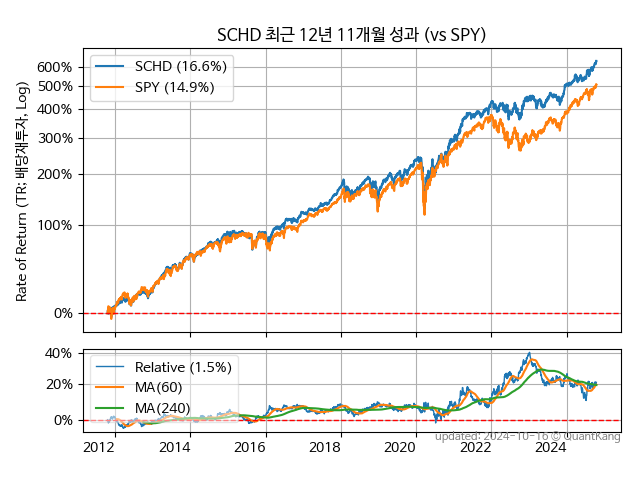 SCHD 최근 12년 11개월 성과 (vs SPY)
SCHD (16.6%)
SPY (14.9%)
600%
500%
400%
300%
200%
100%
0%
Rate of Return (TR; 배당재투자, Log)
40%
20%
0%
Relative (1.5%)
MA(60)
MA(240)
2012 2014 2016 2018 2020 2022 2024
updated: 2024-10-16 © QuantKang